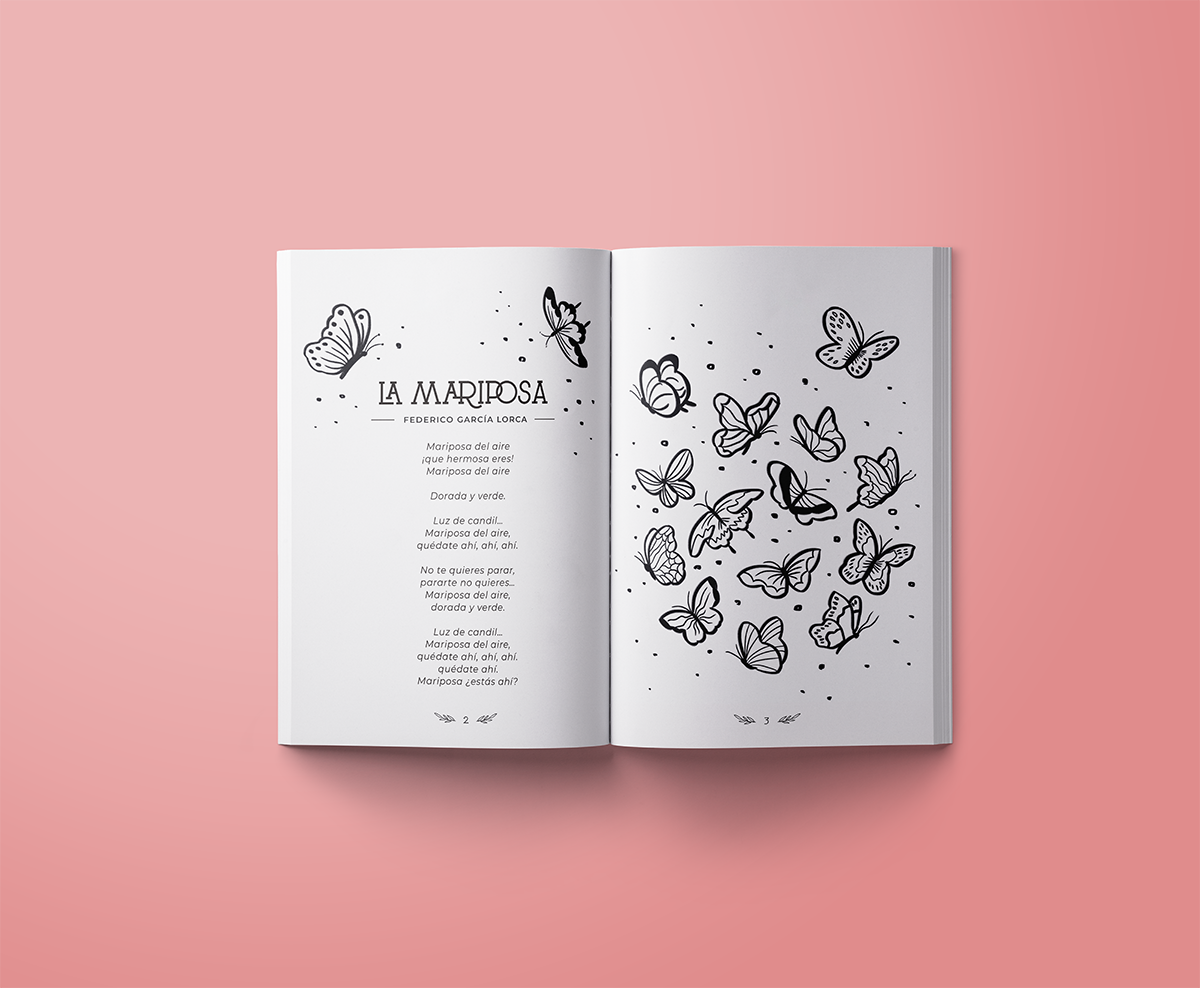 LA MARIPOSA
FEDERICO GARCÍA LORCA
Mariposa del aire
¡que hermosa eres!
Mariposa del aire
Dorada y verde.
Luz de candil...
Mariposa del aire,
quédate ahí, ahí, ahí.
No te quieres parar,
pararte no quieres...
Mariposa del aire,
dorada y verde.
Luz de candil...
Mariposa del aire,
quédate ahí, ahí, ahí.
quédate ahí.
Mariposa ¿estás ahí?
2
3